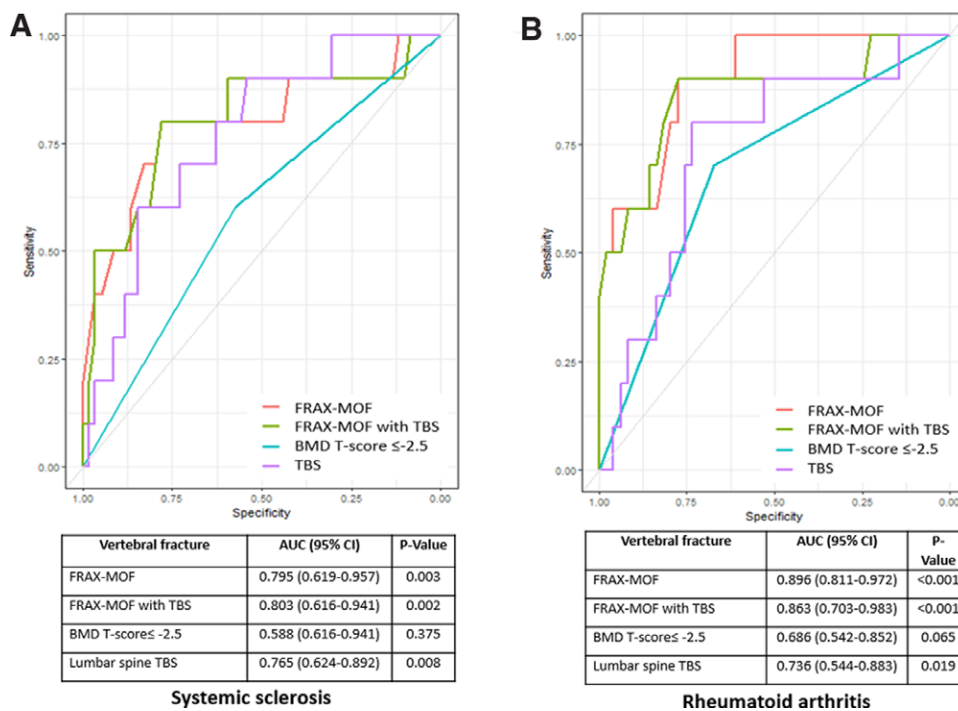 A
1.00
0.75
0.50
0.25
0.00
Sensitivity
FRAX-MOF
FRAX-MOF with TBS
BMD T-score ≤-2.5
TBS
1.00 0.75 0.50 0.25 0.00
Specificity
Vertebral fracture AUC (95% CI) P-Value
FRAX-MOF 0.795 (0.619-0.957) 0.003
FRAX-MOF with TBS 0.803 (0.616-0.941) 0.002
BMD T-score≤ -2.5 0.588 (0.616-0.941) 0.375
Lumbar spine TBS 0.765 (0.624-0.892) 0.008
Systemic sclerosis
B
1.00
0.75
0.50
0.25
0.00
Sensitivity
FRAX-MOF
FRAX-MOF with TBS
BMD T-score ≤-2.5
TBS
1.00 0.75 0.50 0.25 0.00
Specificity
Vertebral fracture AUC (95% CI) P-
Value
FRAX-MOF 0.896 (0.811-0.972) <0.001
FRAX-MOF with TBS 0.863 (0.703-0.983) <0.001
BMD T-score≤ -2.5 0.686 (0.542-0.852) 0.065
Lumbar spine TBS 0.736 (0.544-0.883) 0.019
Rheumatoid arthritis